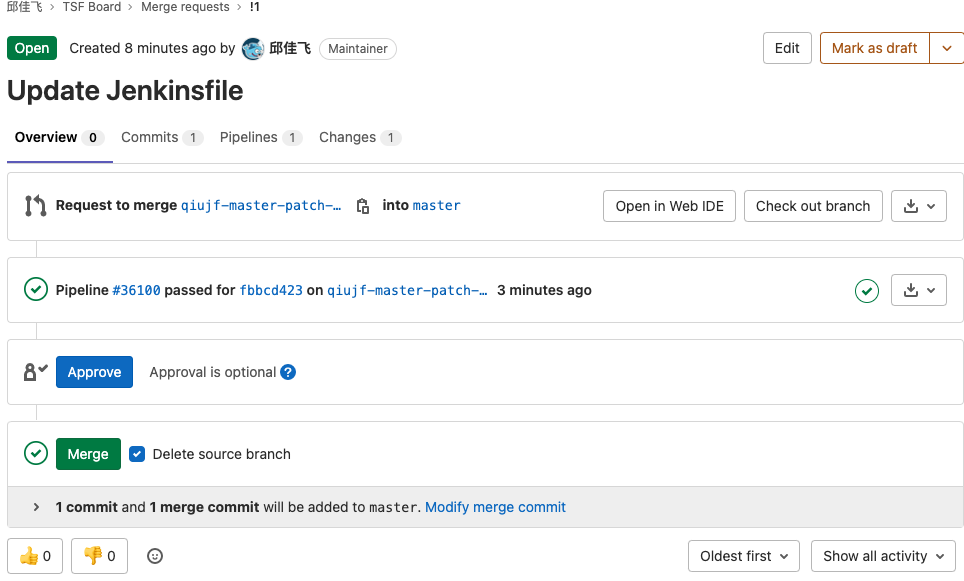 邱佳飞 › TSF Board › Merge requests › !1
Open Created 8 minutes ago by 邱佳飞 Maintainer Edit Mark as draft
Update Jenkinsfile
Overview 0 Commits 1 Pipelines 1 Changes 1
Request to merge qiujf-master-patch-… into master Open in Web IDE Check out branch
Pipeline #36100 passed for fbbcd423 on qiujf-master-patch-… 3 minutes ago
Approve Approval is optional ?
Merge Delete source branch
1 commit and 1 merge commit will be added to master. Modify merge commit
0 0 Oldest first Show all activity